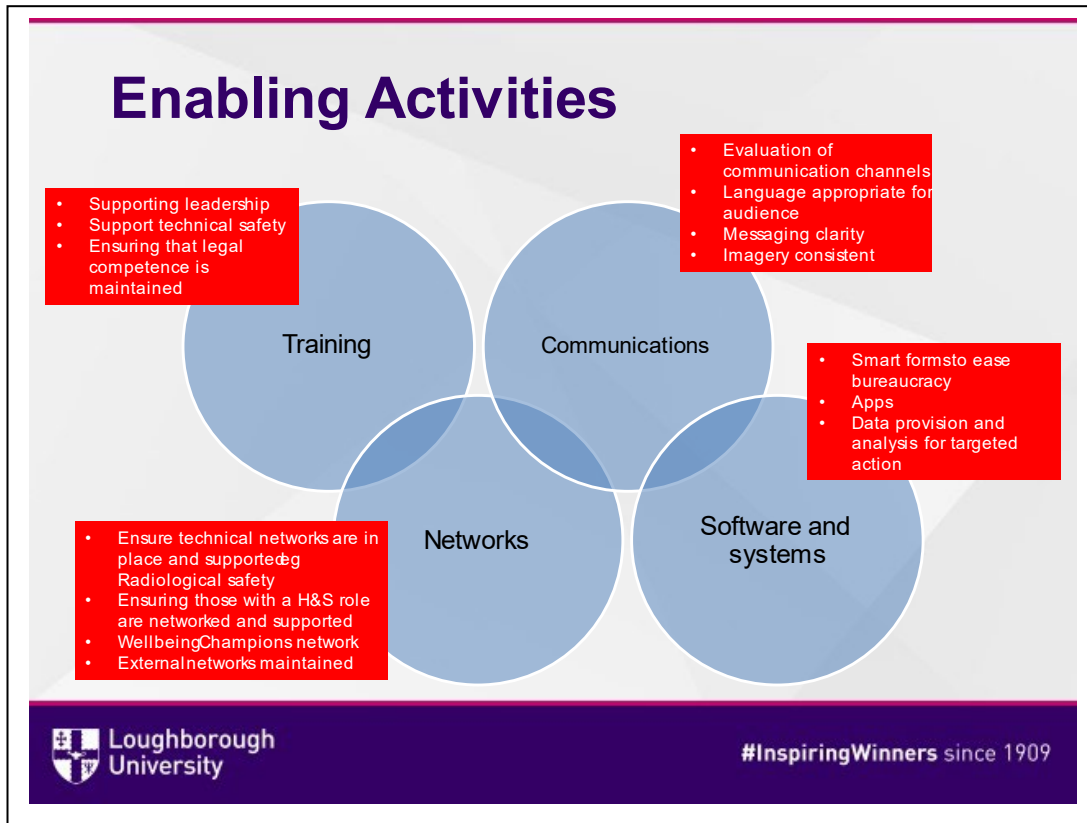 Enabling Activities
• Evaluation of
communication channels
• Language appropriate for
audience
• Messaging clarity
• Imagery consistent
• Supporting leadership
• Support technical safety
• Ensuring that legal
competence is
maintained
Training
Communications
• Smart formsto ease
bureaucracy
• Apps
• Data provision and
analysis for targeted
action
• Ensure technical networks are in
place and supportedeg
Radiological safety
• Ensuring those with a H&S role
are networked and supported
• WellbeingChampions network
• Externalnetworks maintained
Networks
Software and
systems
Loughborough
University
#InspiringWinners since 1909